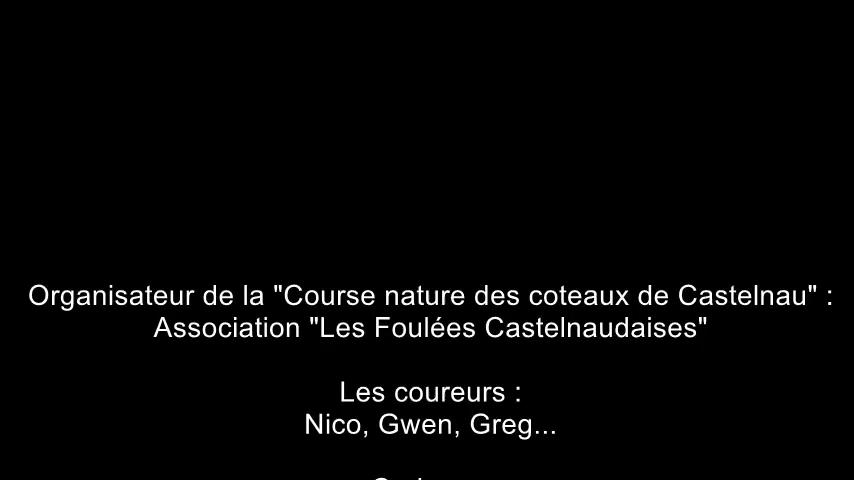 Organisateur de la "Course nature des coteaux de Castelnau" :
Association "Les Foulées Castelnaudaises"
Les coureurs :
Nico, Gwen, Greg...